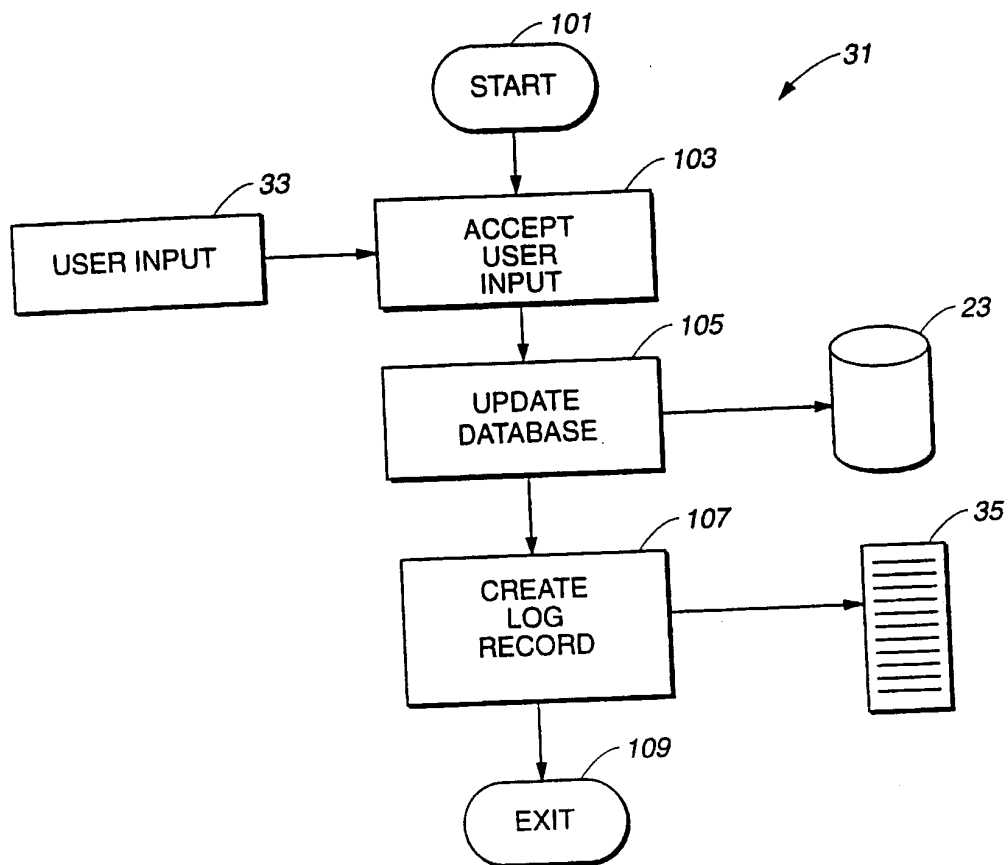 101
START
31
103
33
USER INPUT
ACCEPT
USER
INPUT
105
23
UPDATE
DATABASE
107
35
CREATE
LOG
RECORD
109
EXIT